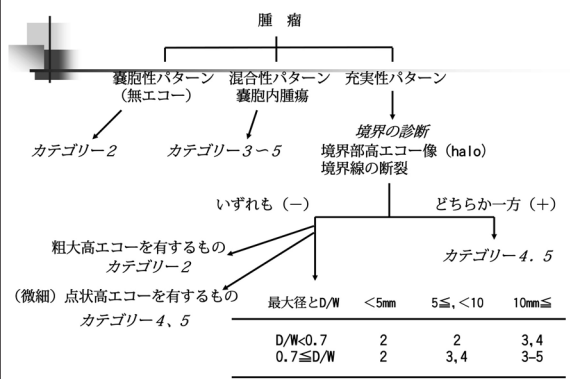 腫 瘤
嚢胞性パターン
（無エコー）
混合性パターン
嚢胞内腫瘍
充実性パターン
カテゴリー２
カテゴリー３～５
境界の診断
境界部高エコー像（halo）
境界線の断裂
いずれも（－）
どちらか一方（＋）
粗大高エコーを有するもの
カテゴリー２
カテゴリー４．５
（微細）点状高エコーを有するもの
カテゴリー４、５
最大径とD/W <5mm 5≦,<10 10mm≦
D/W<0.7 2 2 3,4
0.7≦D/W 2 3,4 3-5